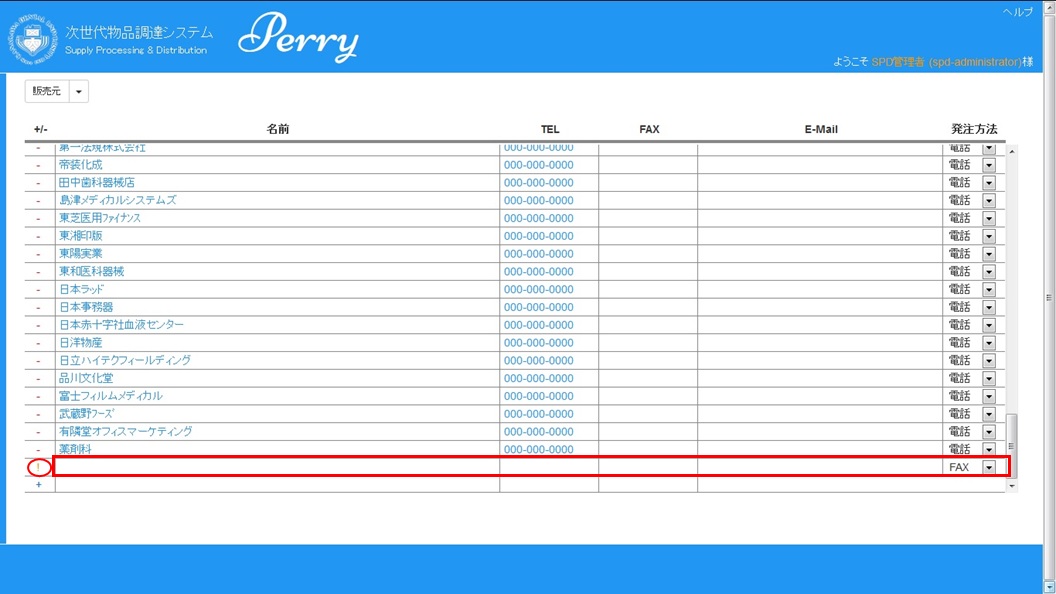 ヘルプ
次世代物品調達システム
Supply Processing & Distribution
Perry
ようこそ SPD管理者 (spd-administrator)様
販売元
+/- 名前 TEL FAX E-Mail 発注方法
- 第一法規株式会社 000-000-0000 電話
- 帝装化成 000-000-0000 電話
- 田中歯科器械店 000-000-0000 電話
- 島津メディカルシステムズ 000-000-0000 電話
- 東芝医用ﾌｧｲﾅﾝｽ 000-000-0000 電話
- 東湘印版 000-000-0000 電話
- 東陽実業 000-000-0000 電話
- 東和医科器械 000-000-0000 電話
- 日本ラッド 000-000-0000 電話
- 日本事務器 000-000-0000 電話
- 日本赤十字社血液センター 000-000-0000 電話
- 日洋物産 000-000-0000 電話
- 日立ハイテクフィールディング 000-000-0000 電話
- 品川文化堂 000-000-0000 電話
- 富士フィルムメディカル 000-000-0000 電話
- 武蔵野ﾌｰｽﾞ 000-000-0000 電話
- 有隣堂オフィスマーケティング 000-000-0000 電話
- 薬剤科 000-000-0000 電話
! FAX
+